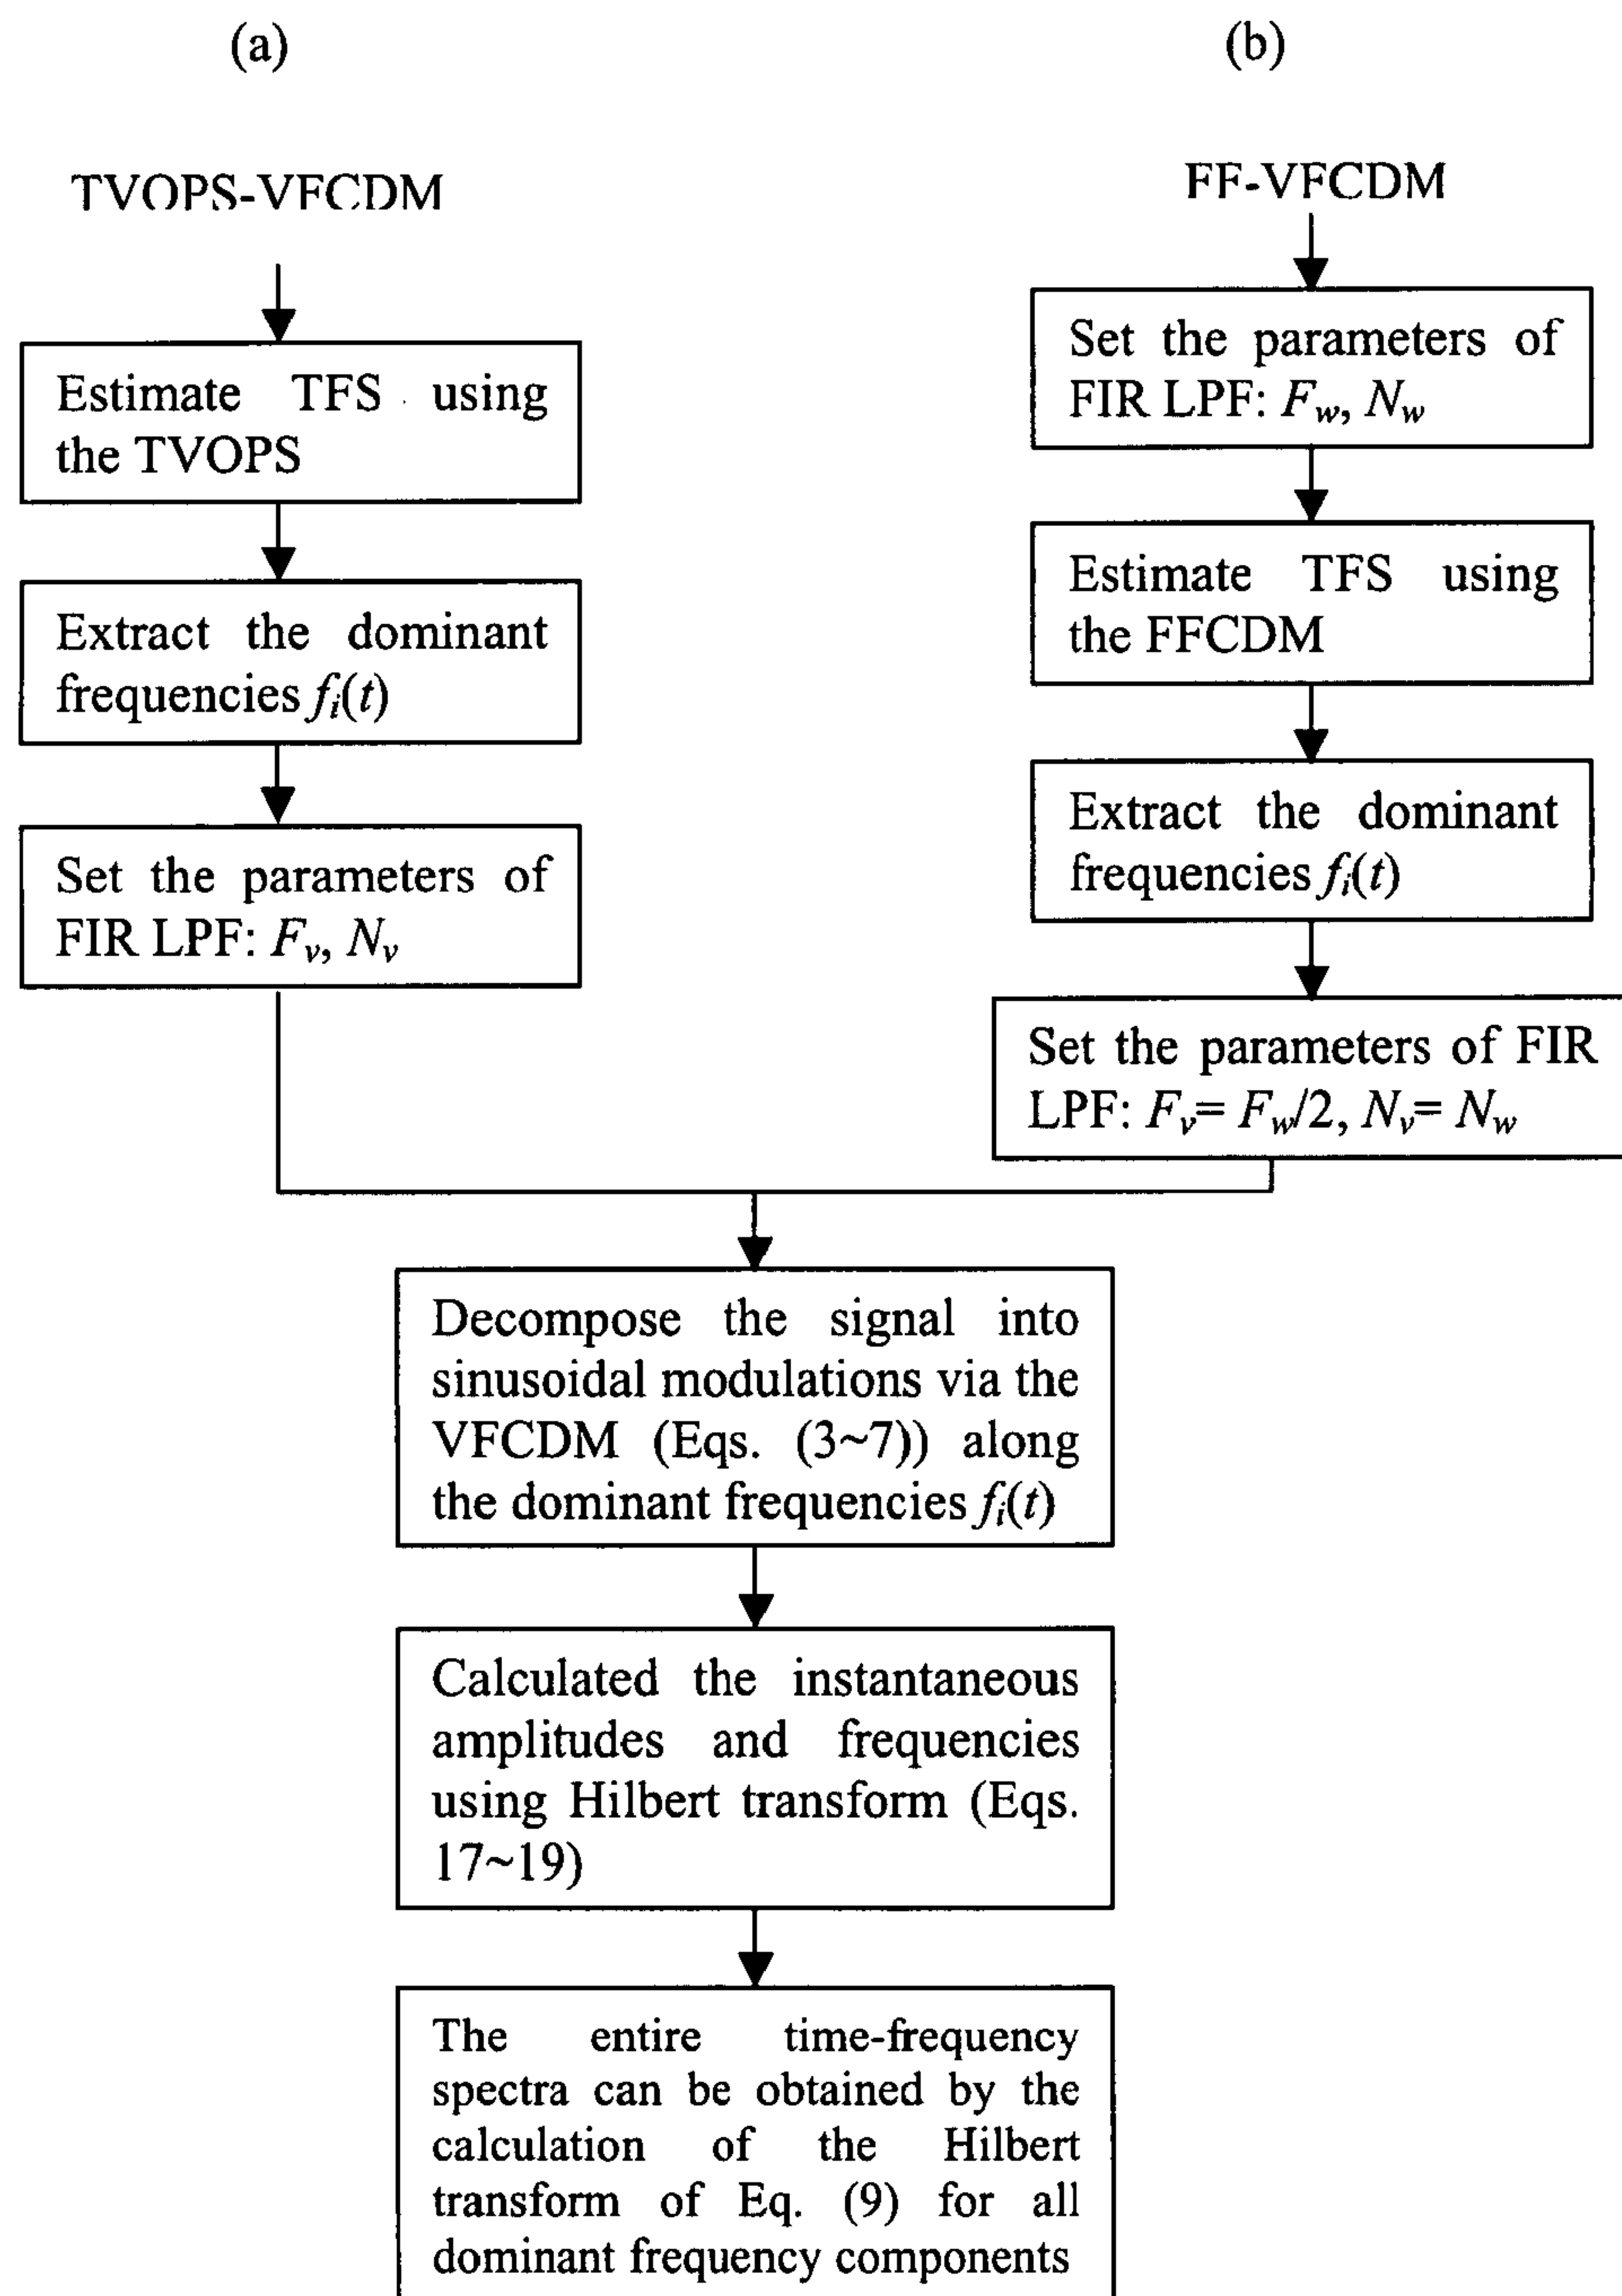 (a)
TVOPS-VFCDM
Estimate TFS using
the TVOPS
Extract the dominant
frequencies fi(t)
Set the parameters of
FIR LPF: Fv, Nv
(b)
FF-VFCDM
Set the parameters of
FIR LPF: Fw, Nw
Estimate TFS using
the FFCDM
Extract the dominant
frequencies fi(t)
Set the parameters of FIR
LPF: Fv= Fw/2, Nv= Nw
Decompose the signal into
sinusoidal modulations via the
VFCDM (Eqs. (3~7)) along
the dominant frequencies fi(t)
Calculated the instantaneous
amplitudes and frequencies
using Hilbert transform (Eqs.
17~19)
The entire time-frequency
spectra can be obtained by the
calculation of the Hilbert
transform of Eq. (9) for all
dominant frequency components